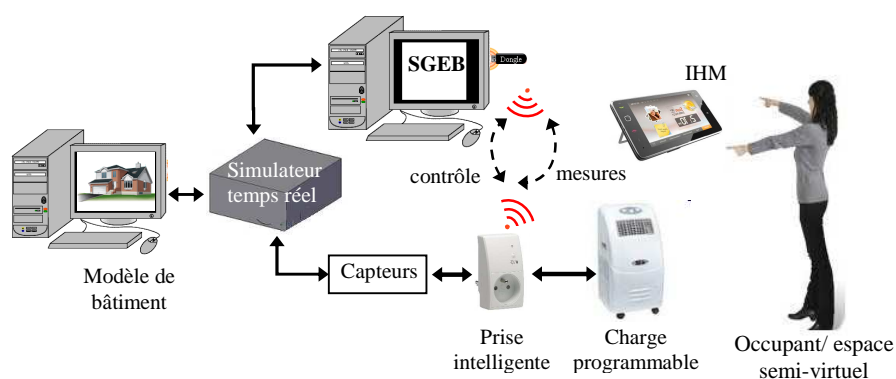 SGEB
Dongle
IHM
Simulateur
temps réel
contrôle
mesures
Modèle de
bâtiment
Capteurs
Prise
intelligente
Charge
programmable
Occupant/ espace
semi-virtuel